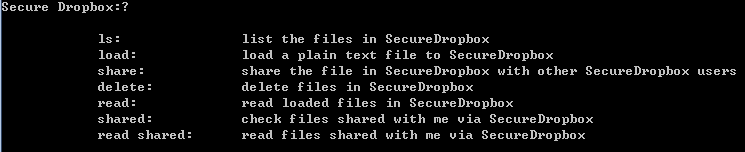 Secure Dropbox:?
ls: list the files in SecureDropbox
load: load a plain text file to SecureDropbox
share: share the file in SecureDropbox with other SecureDropbox users
delete: delete files in SecureDropbox
read: read loaded files in SecureDropbox
shared: check files shared with me via SecureDropbox
read shared: read files shared with me via SecureDropbox